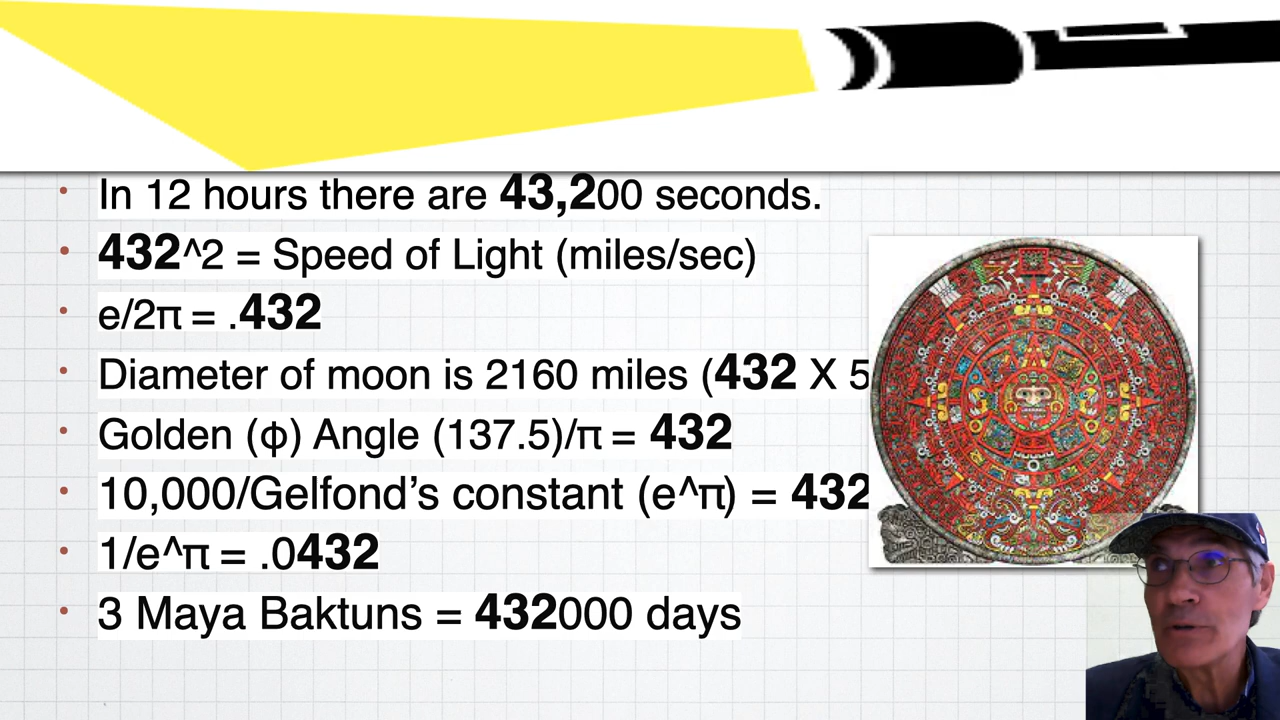 In 12 hours there are 43,200 seconds.
432^2 = Speed of Light (miles/sec)
e/2π = .432
Diameter of moon is 2160 miles (432 X 5
Golden (ϕ) Angle (137.5)/π = 432
10,000/Gelfond’s constant (e^π) = 432
1/e^π = .0432
3 Maya Baktuns = 432000 days